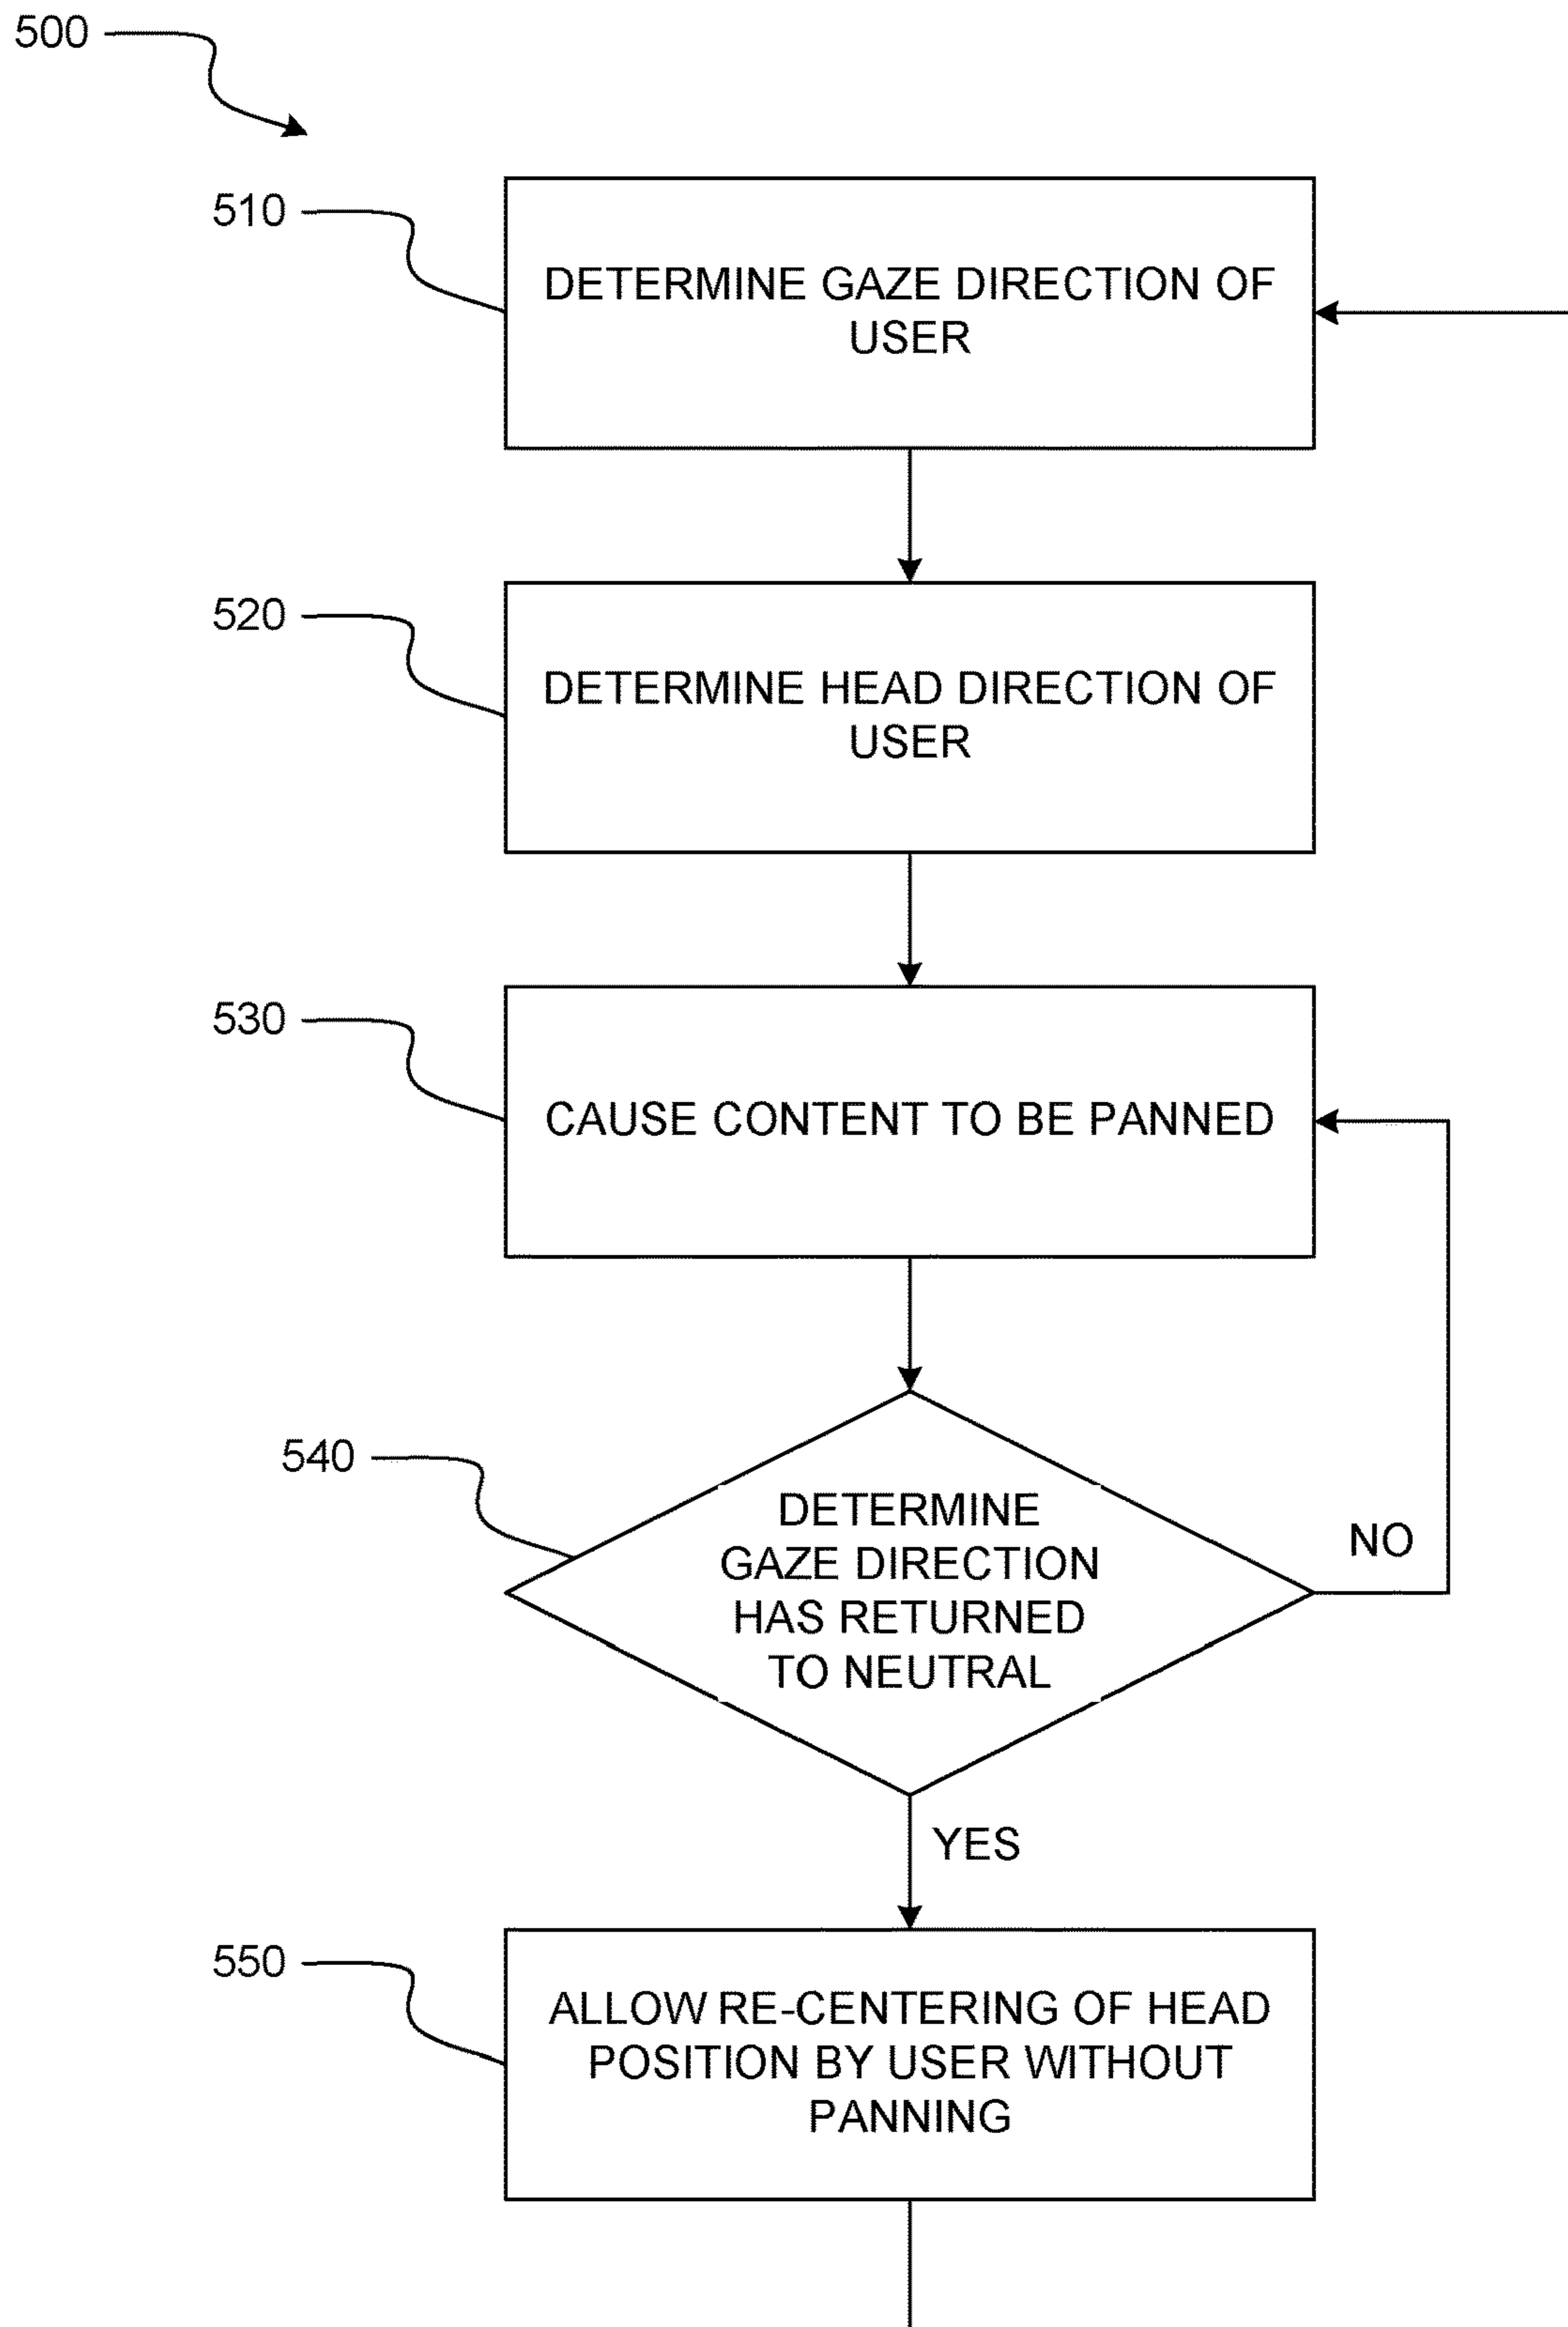 500
510
DETERMINE GAZE DIRECTION OF
USER
520
DETERMINE HEAD DIRECTION OF
USER
530
CAUSE CONTENT TO BE PANNED
540
DETERMINE
GAZE DIRECTION
HAS RETURNED
TO NEUTRAL
NO
YES
550
ALLOW RE-CENTERING OF HEAD
POSITION BY USER WITHOUT
PANNING